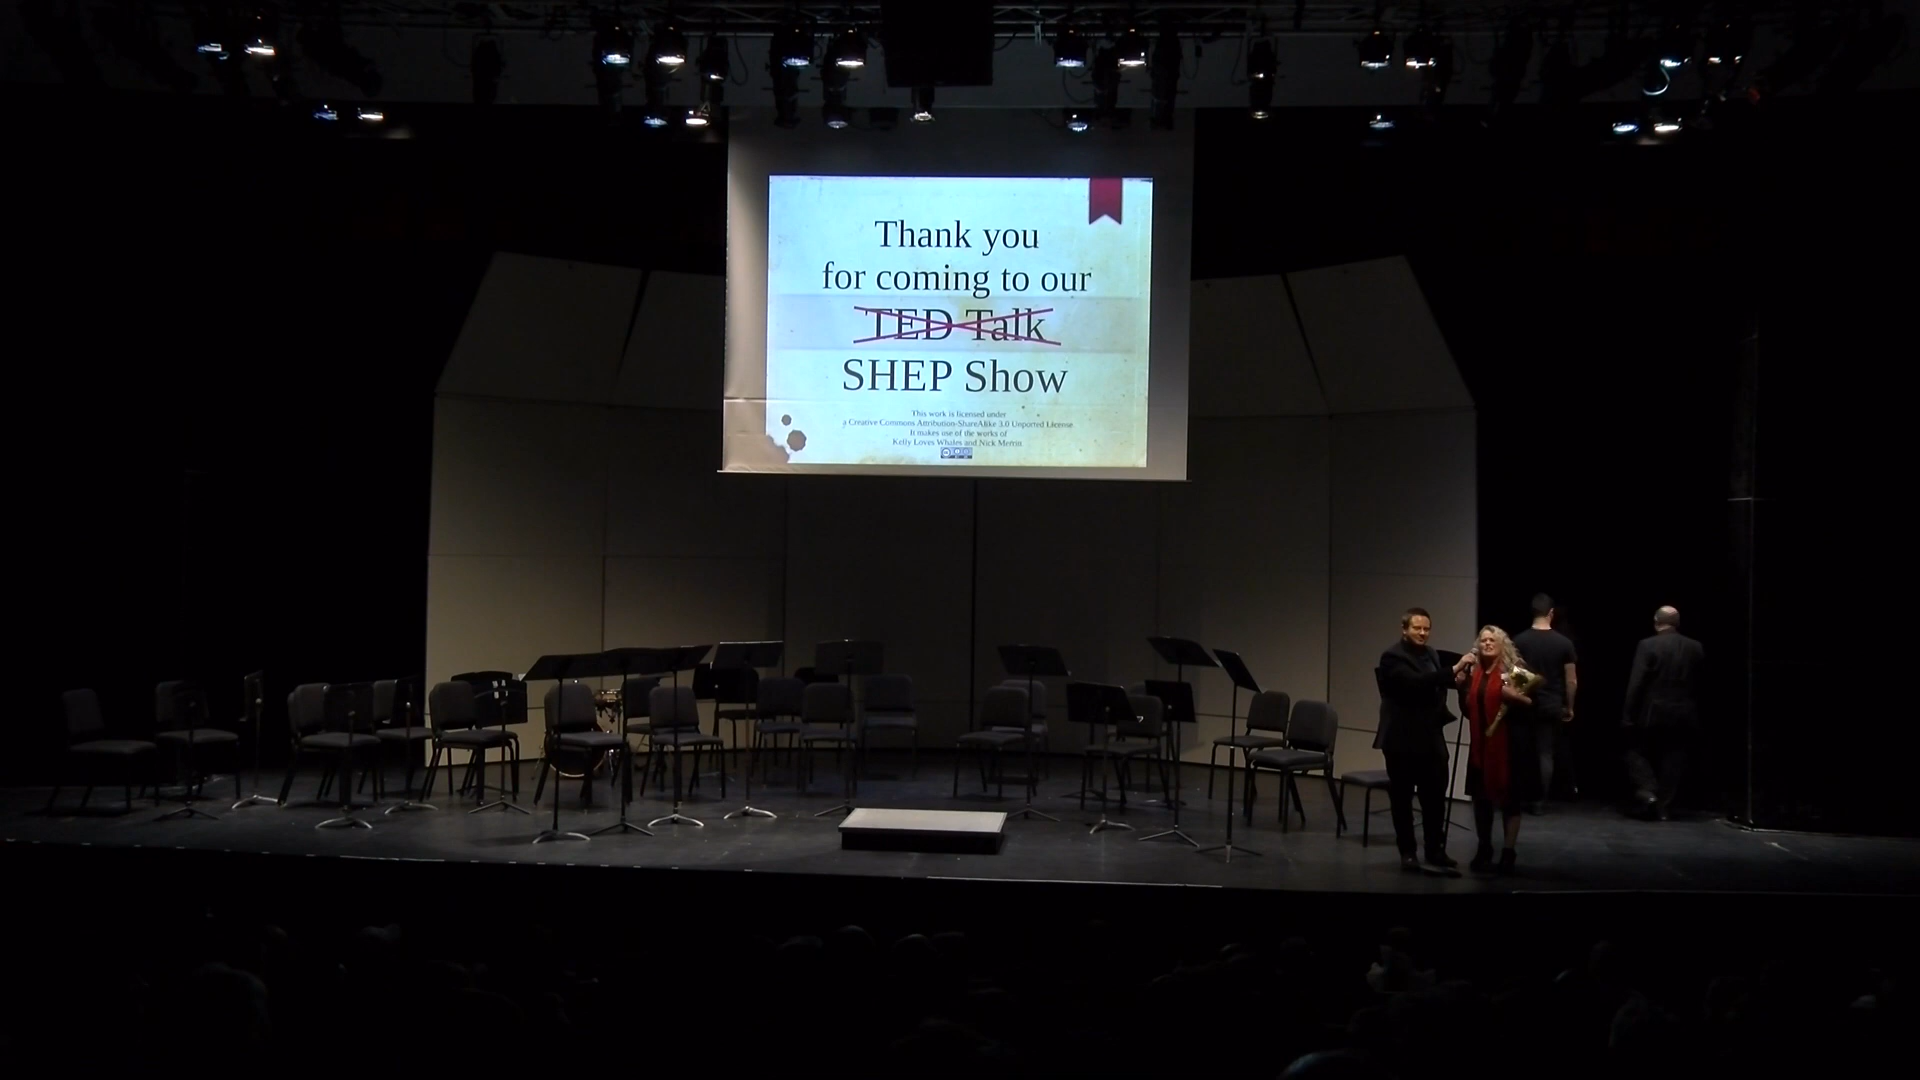 Thank you
for coming to our
TED Talk
SHEP Show
This work is licensed under
a Creative Commons Attribution-ShareAlike 3.0 Unported License
It makes use of the works of
Kelly Loves Whales and Nick Merrin